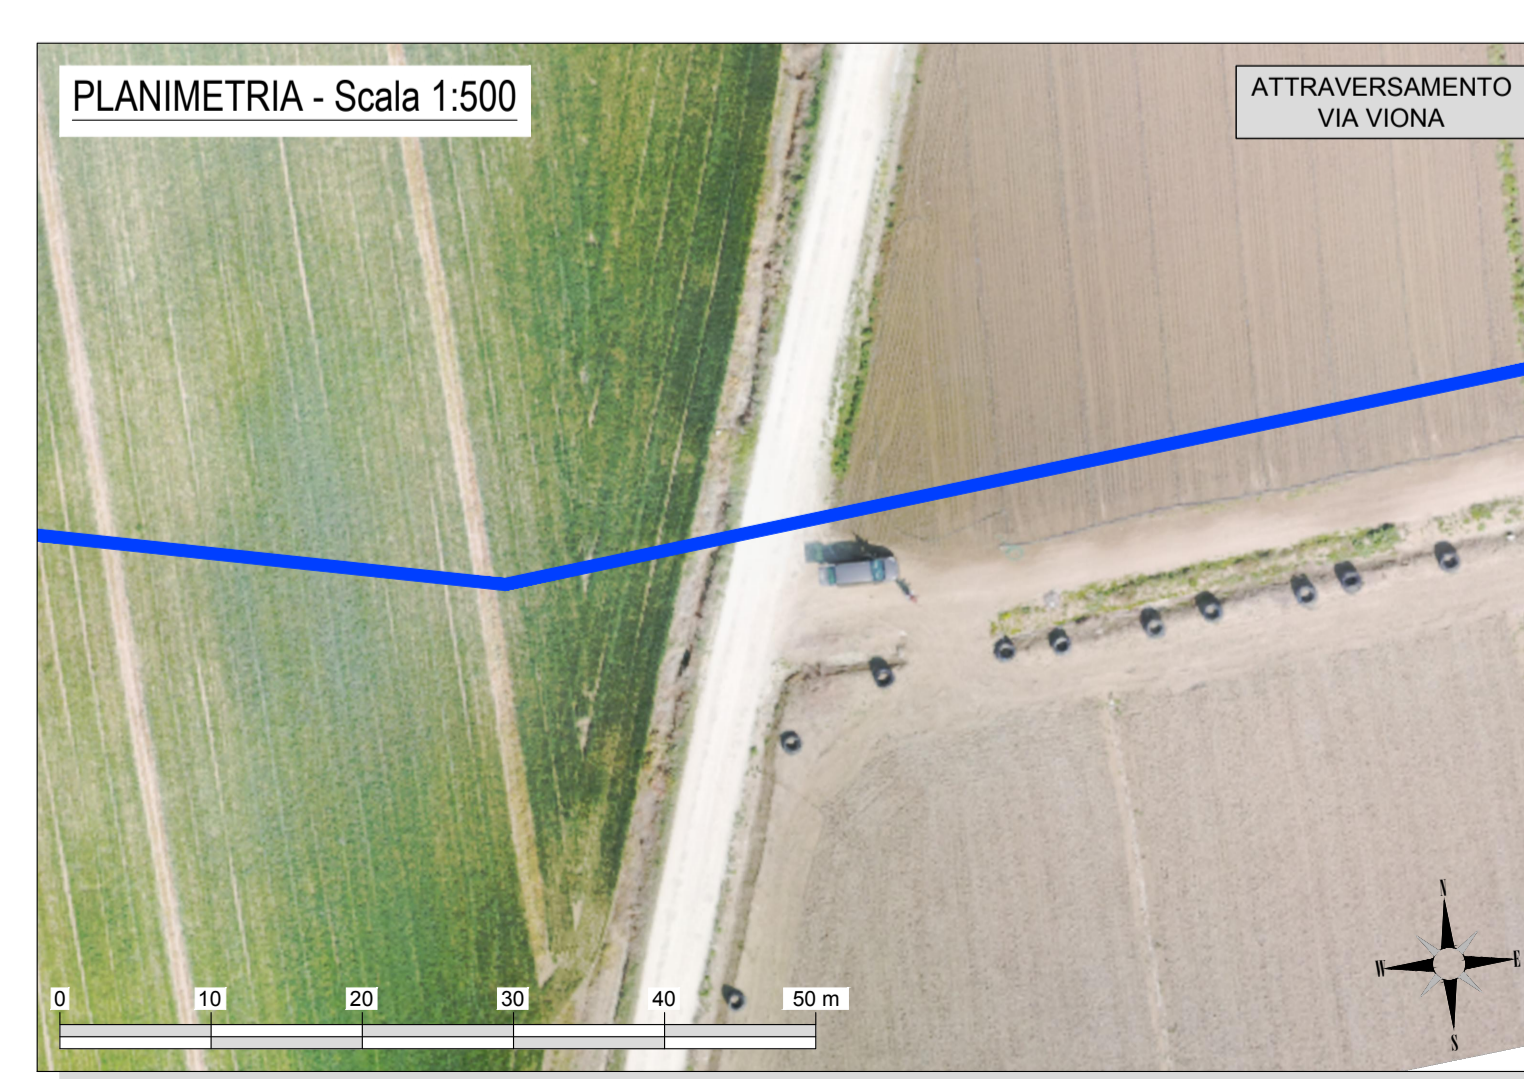 PLANIMETRIA - Scala 1:500
ATTRAVERSAMENTO
VIA VIONA
N
W
E
S
0 10 20 30 40 50 m